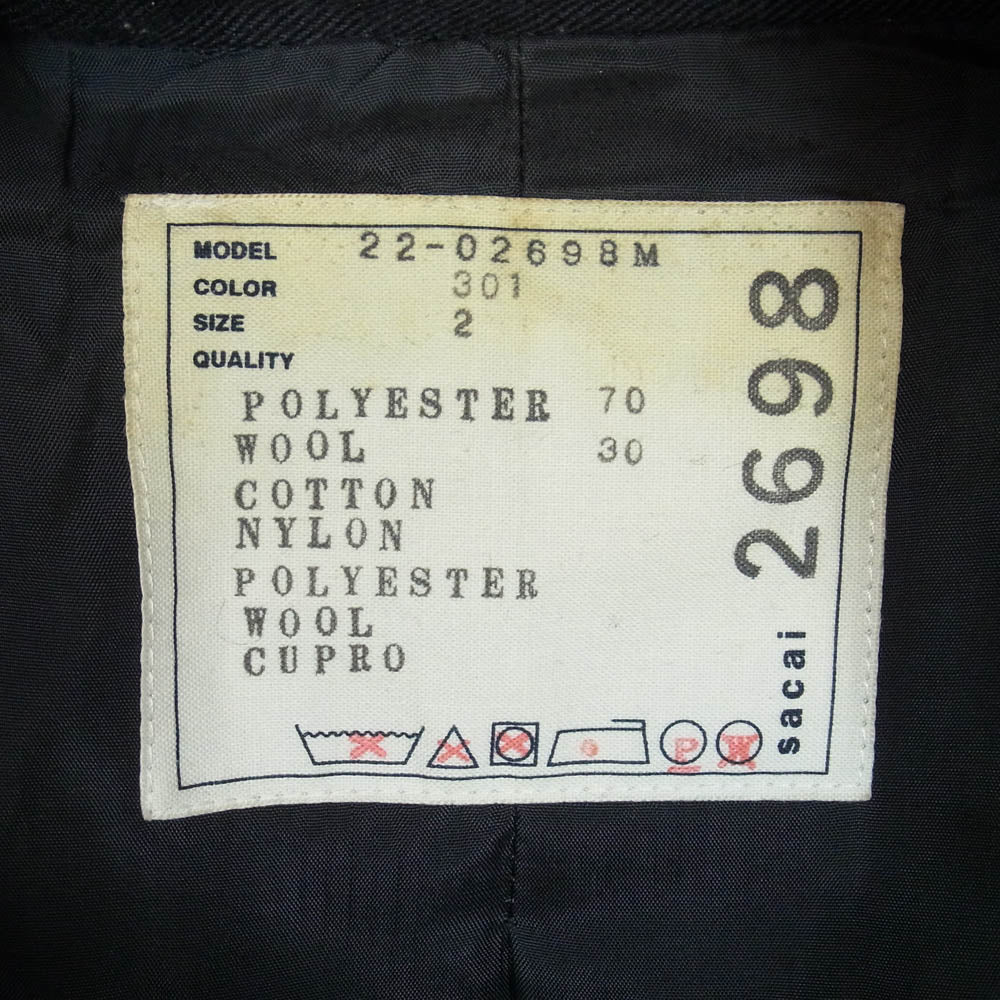 MODEL 22-02698M
COLOR 301
SIZE 2
QUALITY
POLYESTER 70
WOOL 30
COTTON
NYLON
POLYESTER
WOOL
CUPRO
P W
sacai 2698